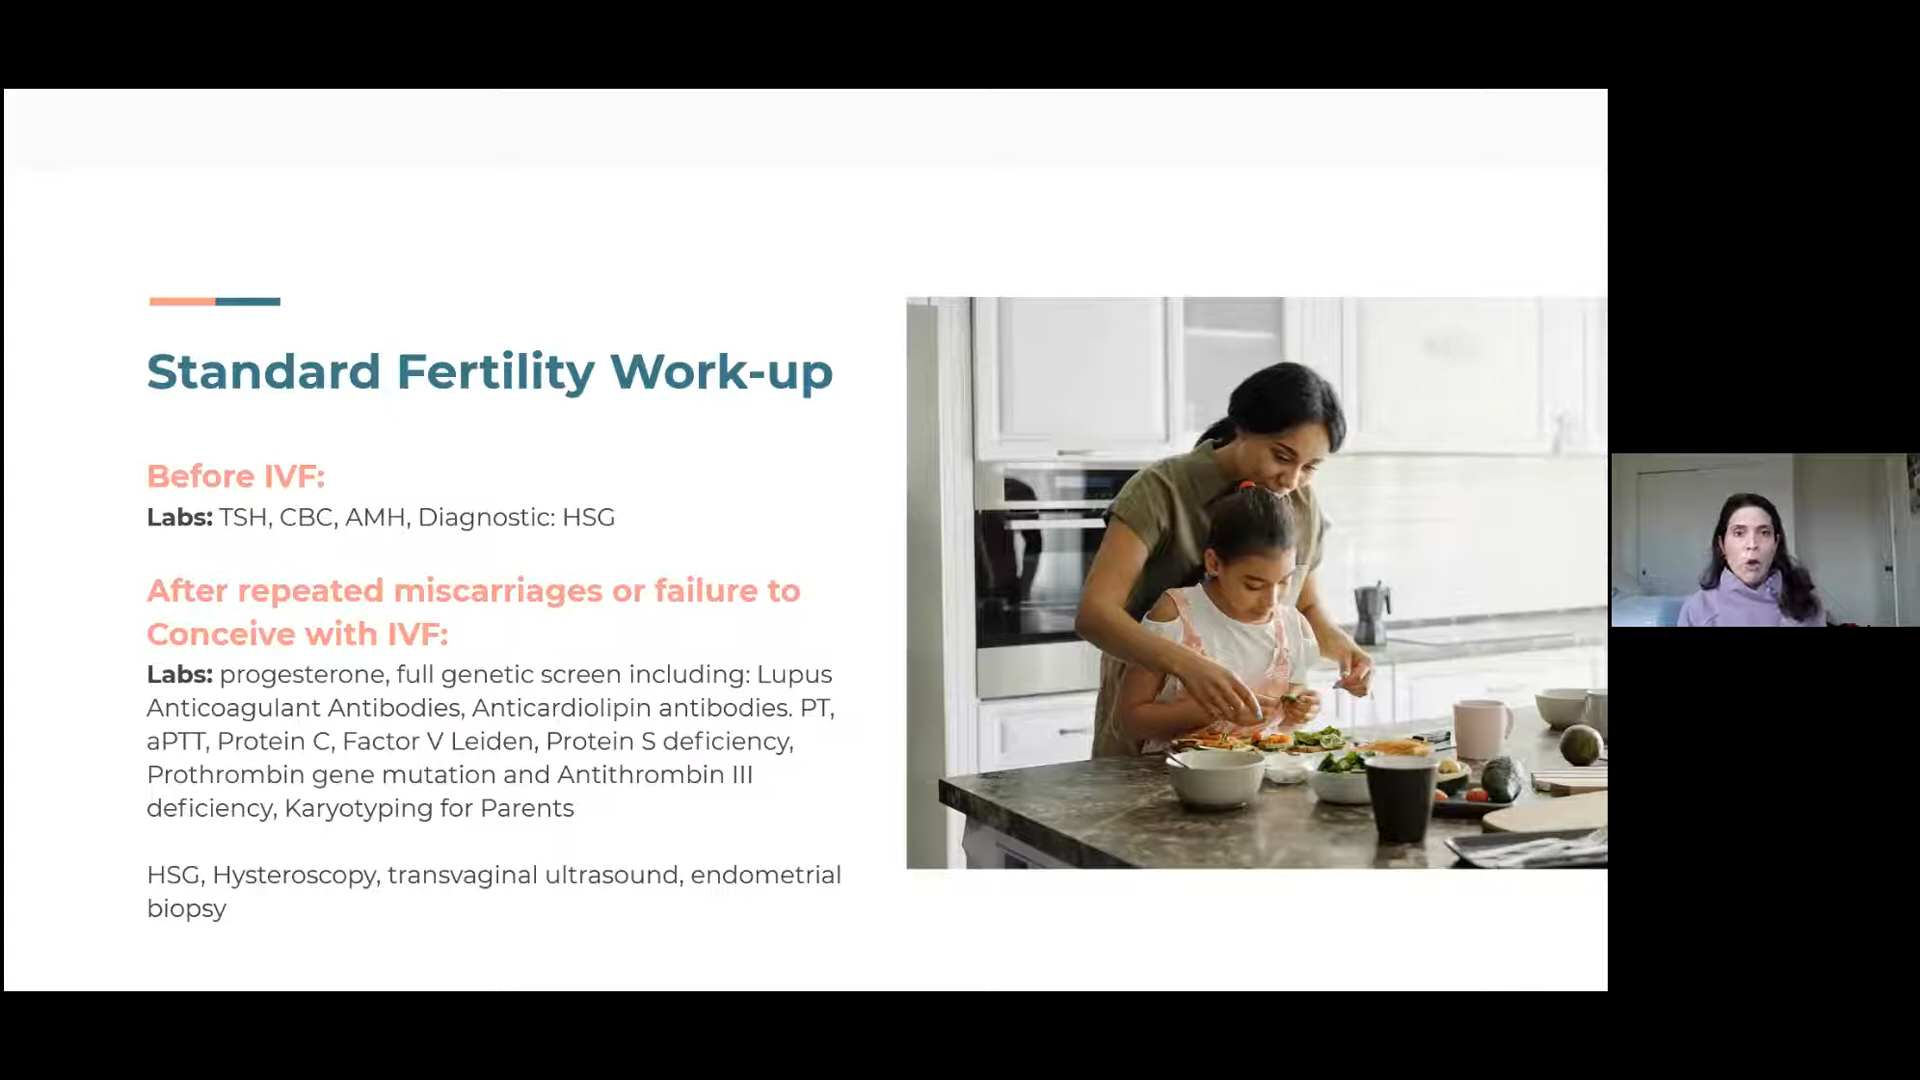 Standard Fertility Work-up
Before IVF:
Labs: TSH, CBC, AMH, Diagnostic: HSG
After repeated miscarriages or failure to
Conceive with IVF:
Labs: progesterone, full genetic screen including: Lupus
Anticoagulant Antibodies, Anticardiolipin antibodies. PT,
aPTT, Protein C, Factor V Leiden, Protein S deficiency,
Prothrombin gene mutation and Antithrombin III
deficiency, Karyotyping for Parents
HSG, Hysteroscopy, transvaginal ultrasound, endometrial
biopsy